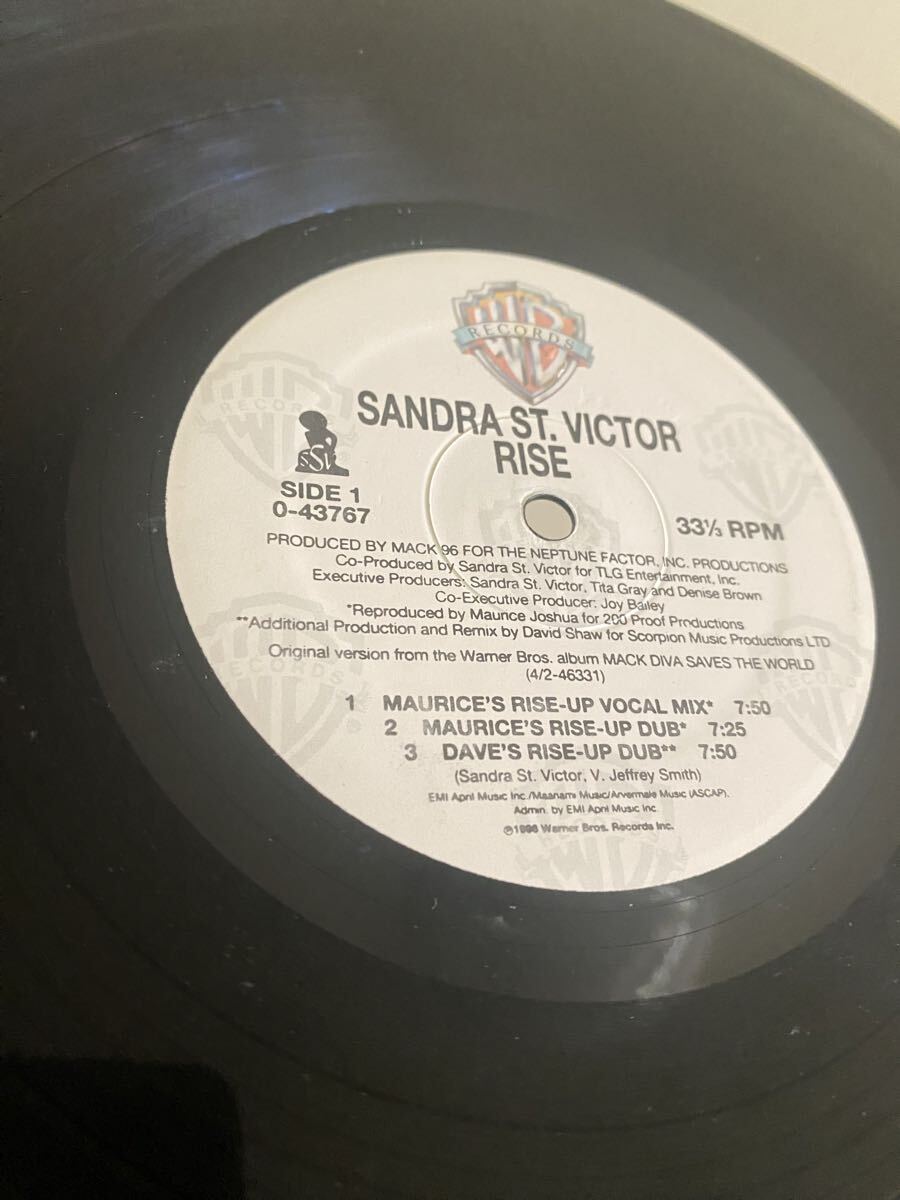 RECORDS
SANDRA ST. VICTOR
RISE
SSV
SIDE 1
0-43767
33⅓ RPM
PRODUCED BY MACK 96 FOR THE NEPTUNE FACTOR, INC. PRODUCTIONS
Co-Produced by Sandra St. Victor for TLG Entertainment, Inc.
Executive Producers: Sandra St. Victor, Tita Gray and Denise Brown
Co-Executive Producer: Joy Bailey
*Reproduced by Maurice Joshua for 200 Proof Productions
**Additional Production and Remix by David Shaw for Scorpion Music Productions LTD
Original version from the Warner Bros. album MACK DIVA SAVES THE WORLD
(4/2-46331)
1 MAURICE'S RISE-UP VOCAL MIX* 7:50
2 MAURICE'S RISE-UP DUB* 7:25
3 DAVE'S RISE-UP DUB** 7:50
(Sandra St. Victor, V. Jeffrey Smith)
EMI April Music Inc./Maanami Music/Arvermale Music (ASCAP).
Admin. by EMI April Music Inc.
℗1996 Warner Bros. Records Inc.